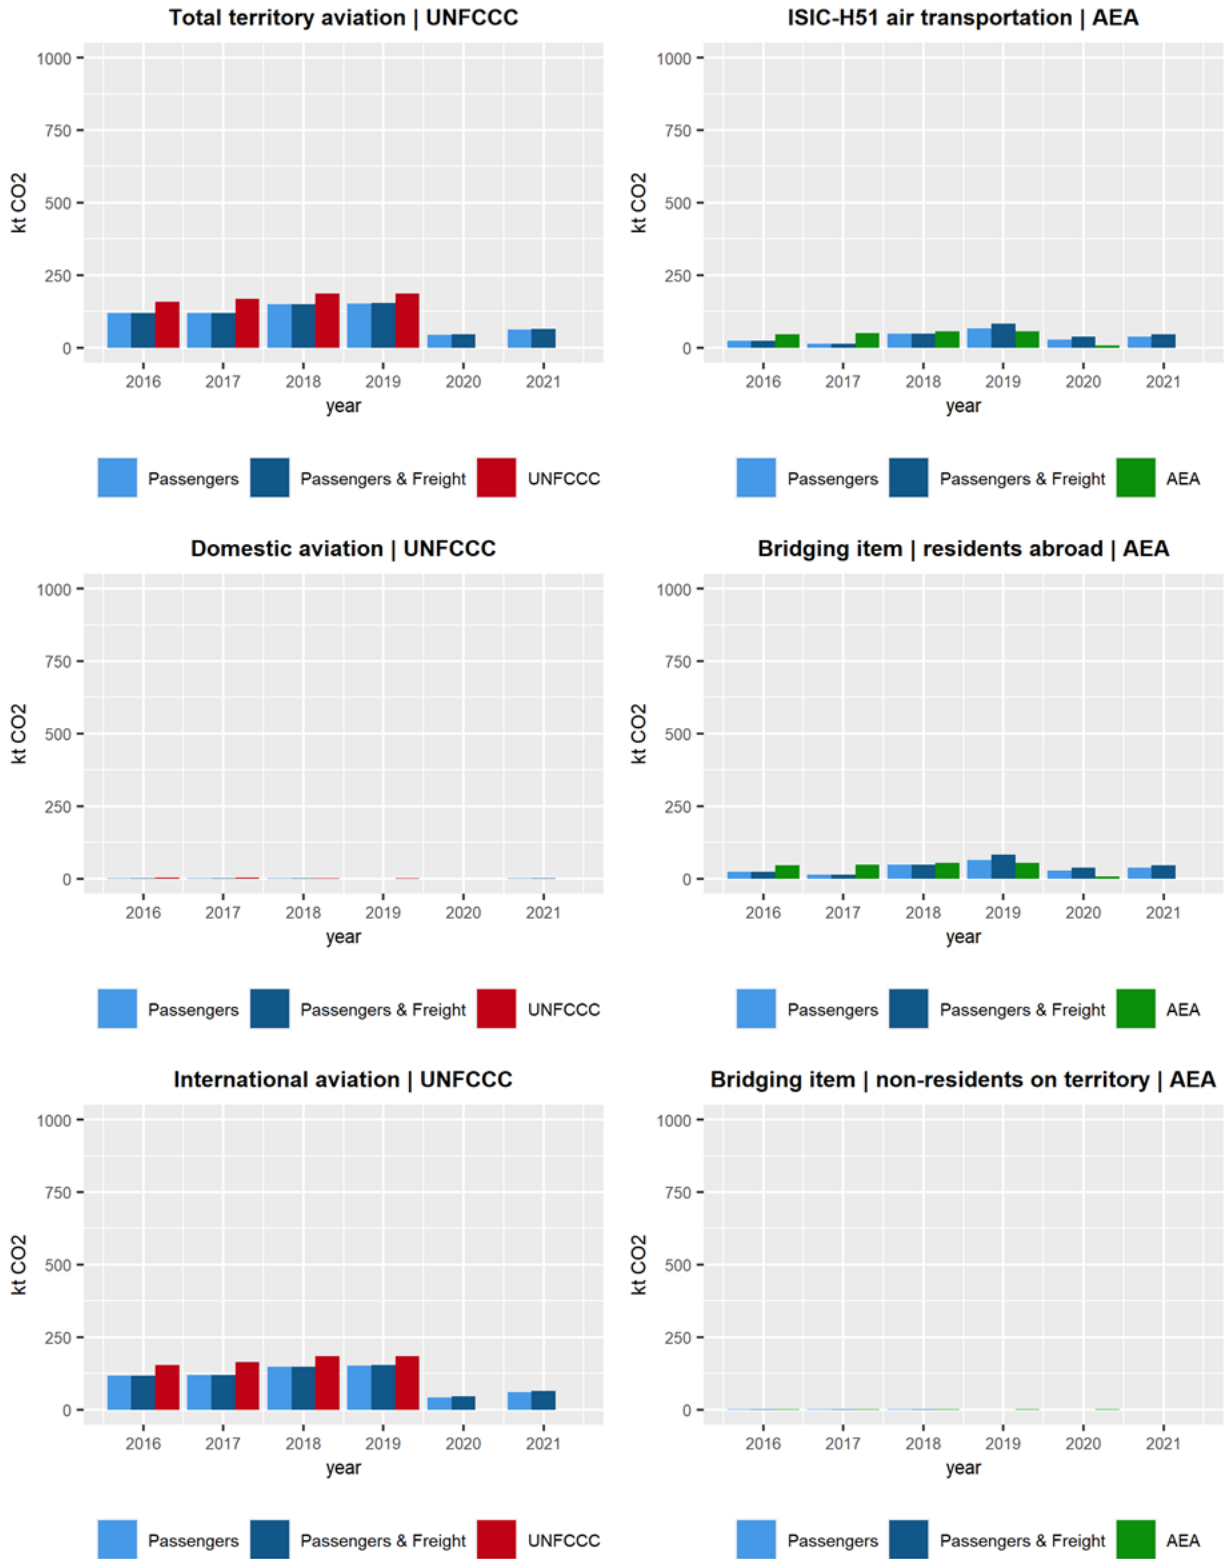 Total territory aviation | UNFCCC
1000
750
500
250
0
kt CO2
2016 2017 2018 2019 2020 2021
year
Passengers Passengers & Freight UNFCCC
ISIC-H51 air transportation | AEA
1000
750
500
250
0
kt CO2
2016 2017 2018 2019 2020 2021
year
Passengers Passengers & Freight AEA
Domestic aviation | UNFCCC
1000
750
500
250
0
kt CO2
2016 2017 2018 2019 2020 2021
year
Passengers Passengers & Freight UNFCCC
Bridging item | residents abroad | AEA
1000
750
500
250
0
kt CO2
2016 2017 2018 2019 2020 2021
year
Passengers Passengers & Freight AEA
International aviation | UNFCCC
1000
750
500
250
0
kt CO2
2016 2017 2018 2019 2020 2021
year
Passengers Passengers & Freight UNFCCC
Bridging item | non-residents on territory | AEA
1000
750
500
250
0
kt CO2
2016 2017 2018 2019 2020 2021
year
Passengers Passengers & Freight AEA